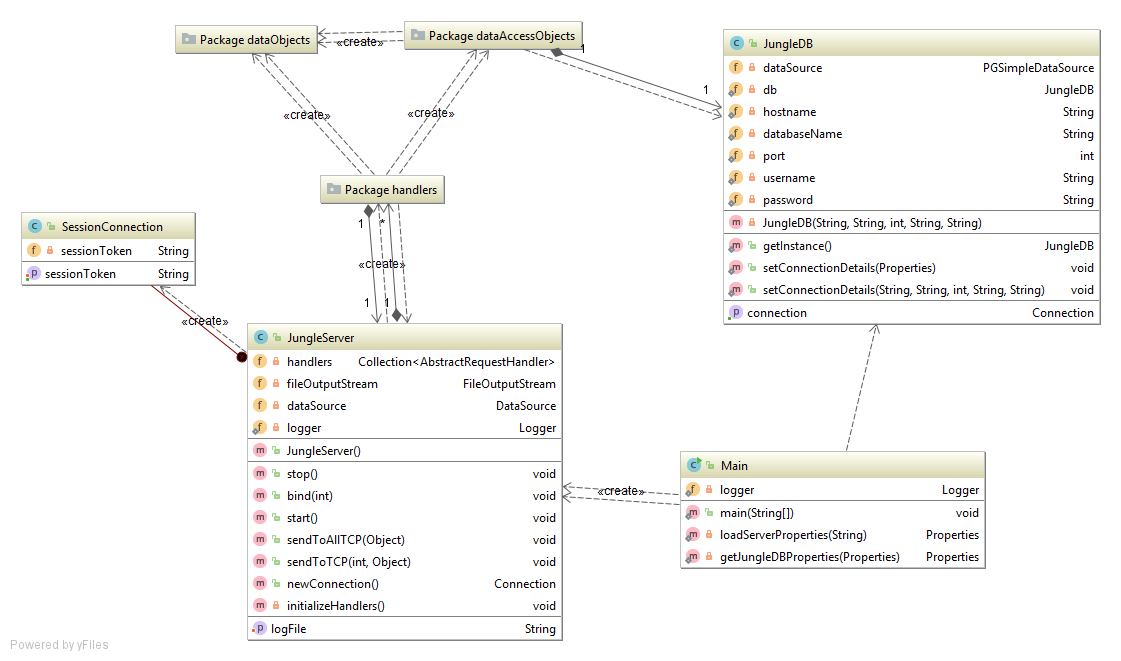 Package dataObjects
«create»
Package dataAccessObjects
1
1
«create»
«create»
Package handlers
1
*
«create»
1
1
JungleDB
f dataSource PGSimpleDataSource
f db JungleDB
f hostname String
f databaseName String
f port int
f username String
f password String
m JungleDB(String, String, int, String, String)
m getInstance() JungleDB
m setConnectionDetails(Properties) void
m setConnectionDetails(String, String, int, String, String) void
p connection Connection
C SessionConnection
f sessionToken String
p sessionToken String
«create»
C JungleServer
f handlers Collection<AbstractRequestHandler>
f fileOutputStream FileOutputStream
f dataSource DataSource
f logger Logger
m JungleServer()
m stop() void
m bind(int) void
m start() void
m sendToAllTCP(Object) void
m sendToTCP(int, Object) void
m newConnection() Connection
m initializeHandlers() void
p logFile String
«create»
C Main
f logger Logger
m main(String[]) void
m loadServerProperties(String) Properties
m getJungleDBProperties(Properties) Properties
Powered by yFiles